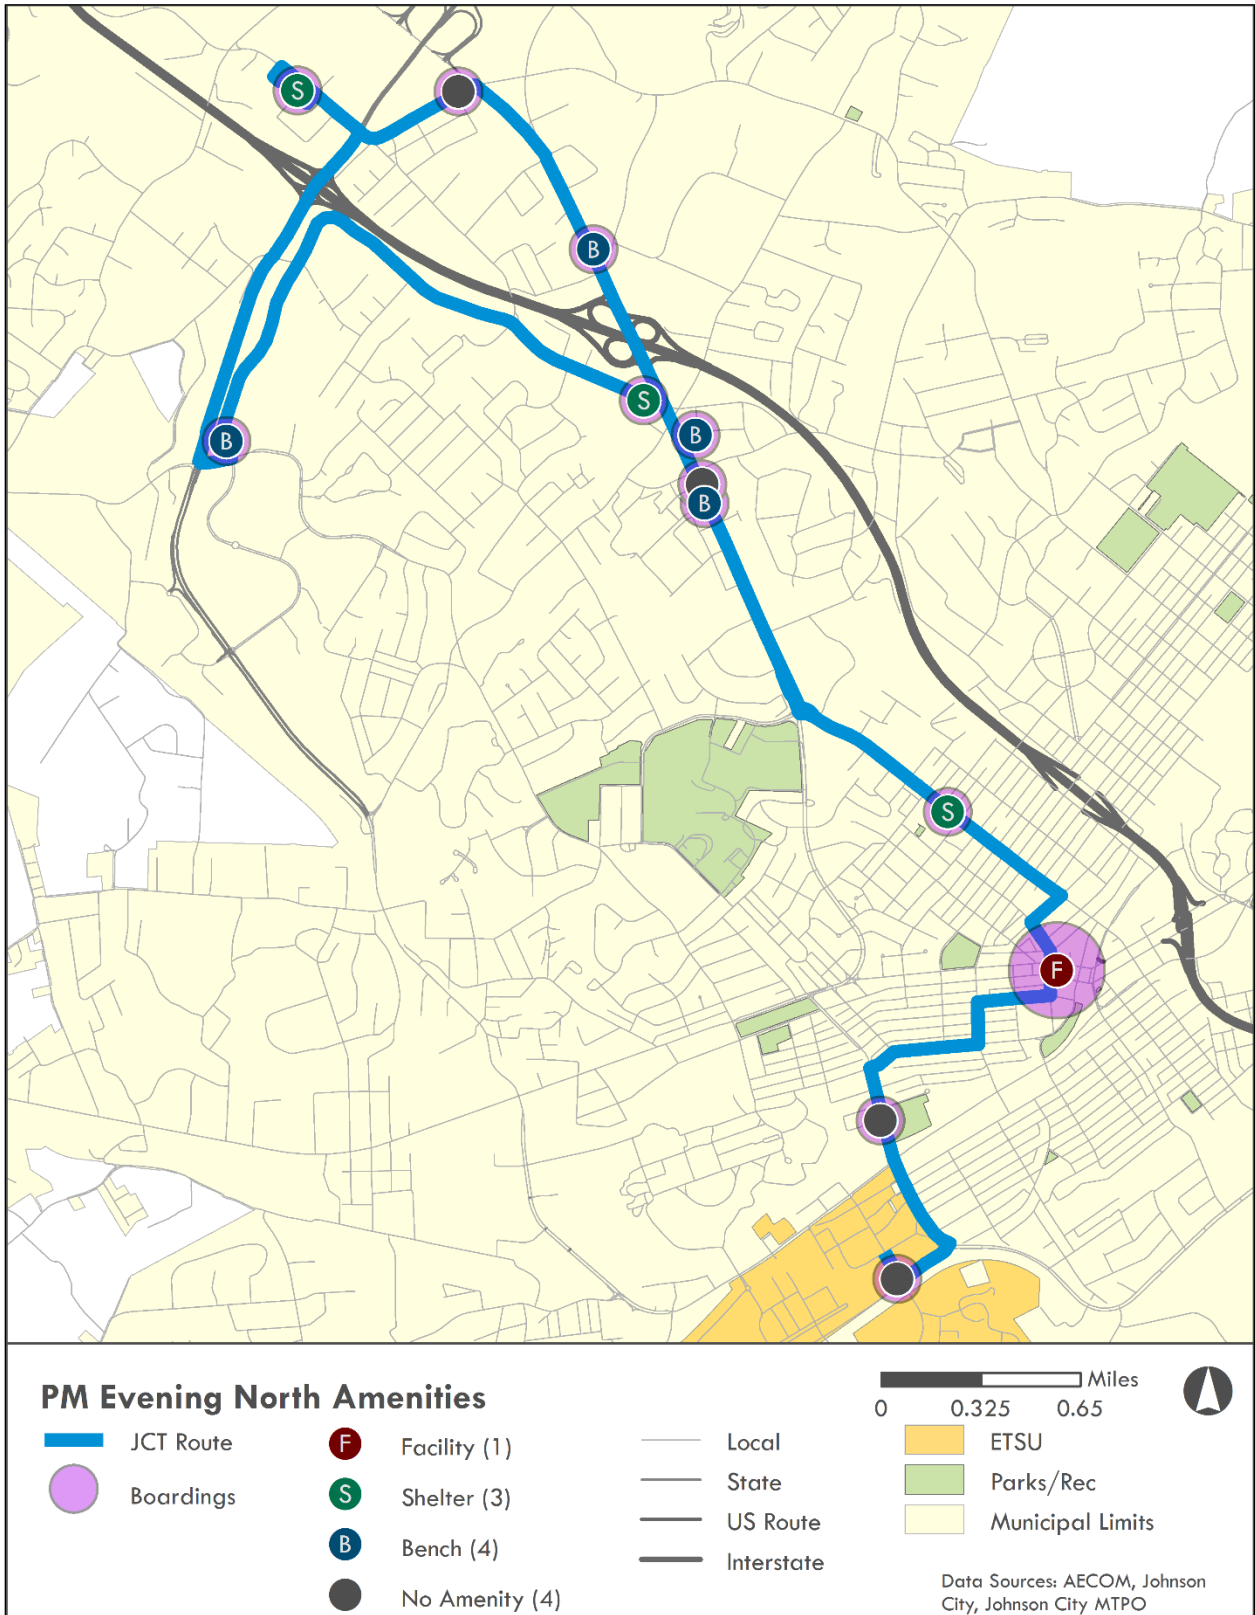 S
B
S
B
B
B
S
F
PM Evening North Amenities
JCT Route
Boardings
F Facility (1)
S Shelter (3)
B Bench (4)
No Amenity (4)
Local
State
US Route
Interstate
Miles
0 0.325 0.65
ETSU
Parks/Rec
Municipal Limits
Data Sources: AECOM, Johnson
City, Johnson City MTPO